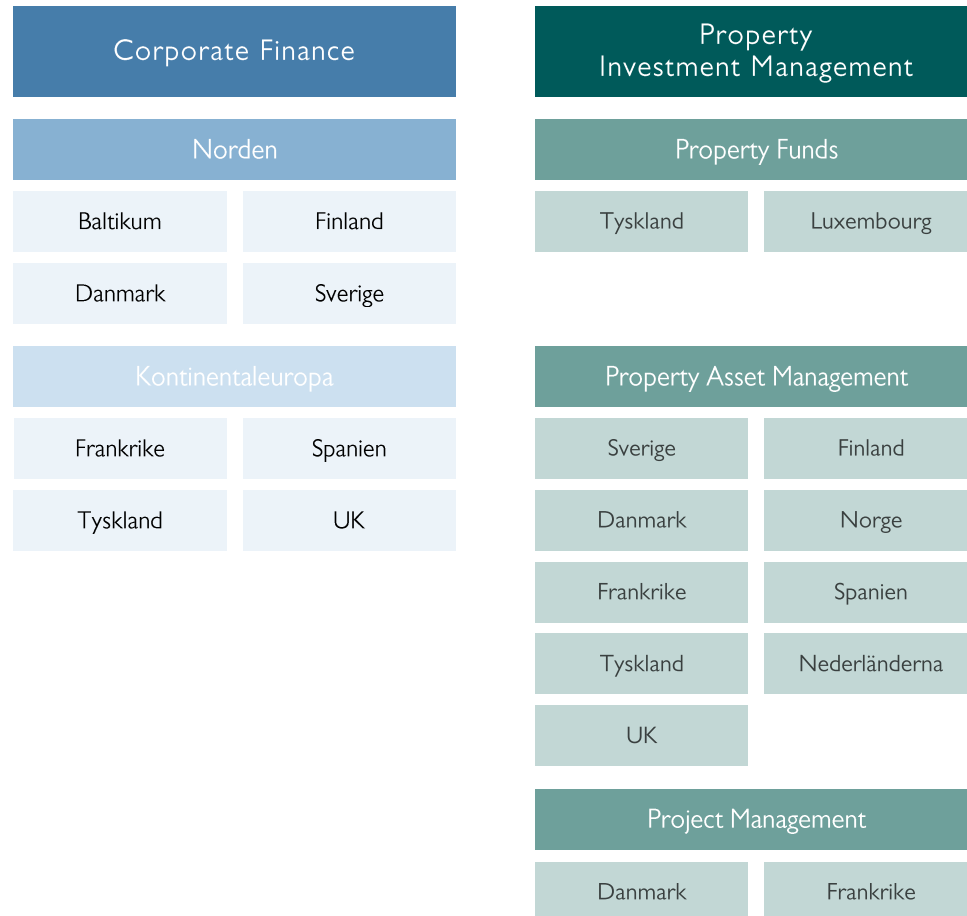 Corporate Finance
Norden
Baltikum
Finland
Danmark
Sverige
Kontinentaleuropa
Frankrike
Spanien
Tyskland
UK
Property
Investment Management
Property Funds
Tyskland
Luxembourg
Property Asset Management
Sverige
Finland
Danmark
Norge
Frankrike
Spanien
Tyskland
Nederländerna
UK
Project Management
Danmark
Frankrike